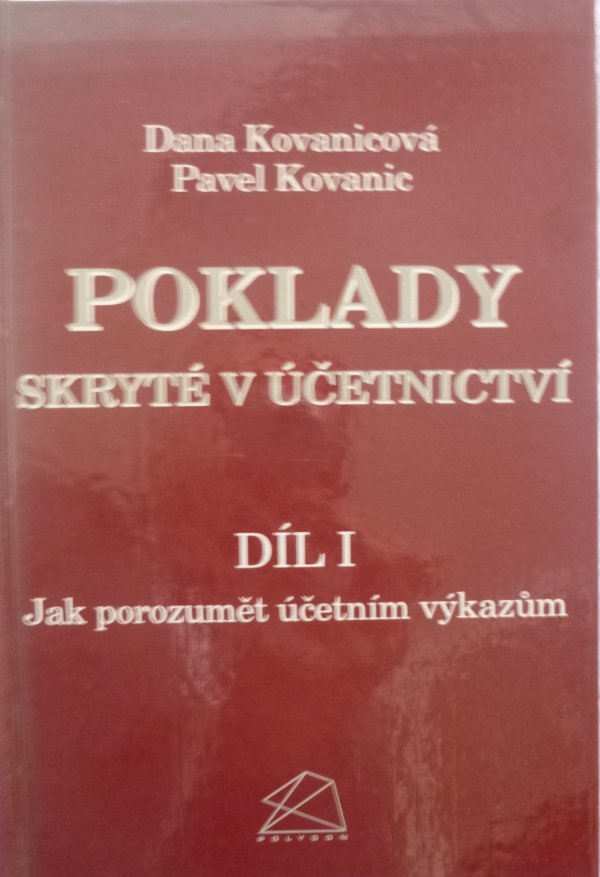 Dana Kovanicová
Pavel Kovanic
POKLADY
SKRYTÉ V ÚČETNICTVÍ
DÍL I
Jak porozumět účetním výkazům
POLYGON